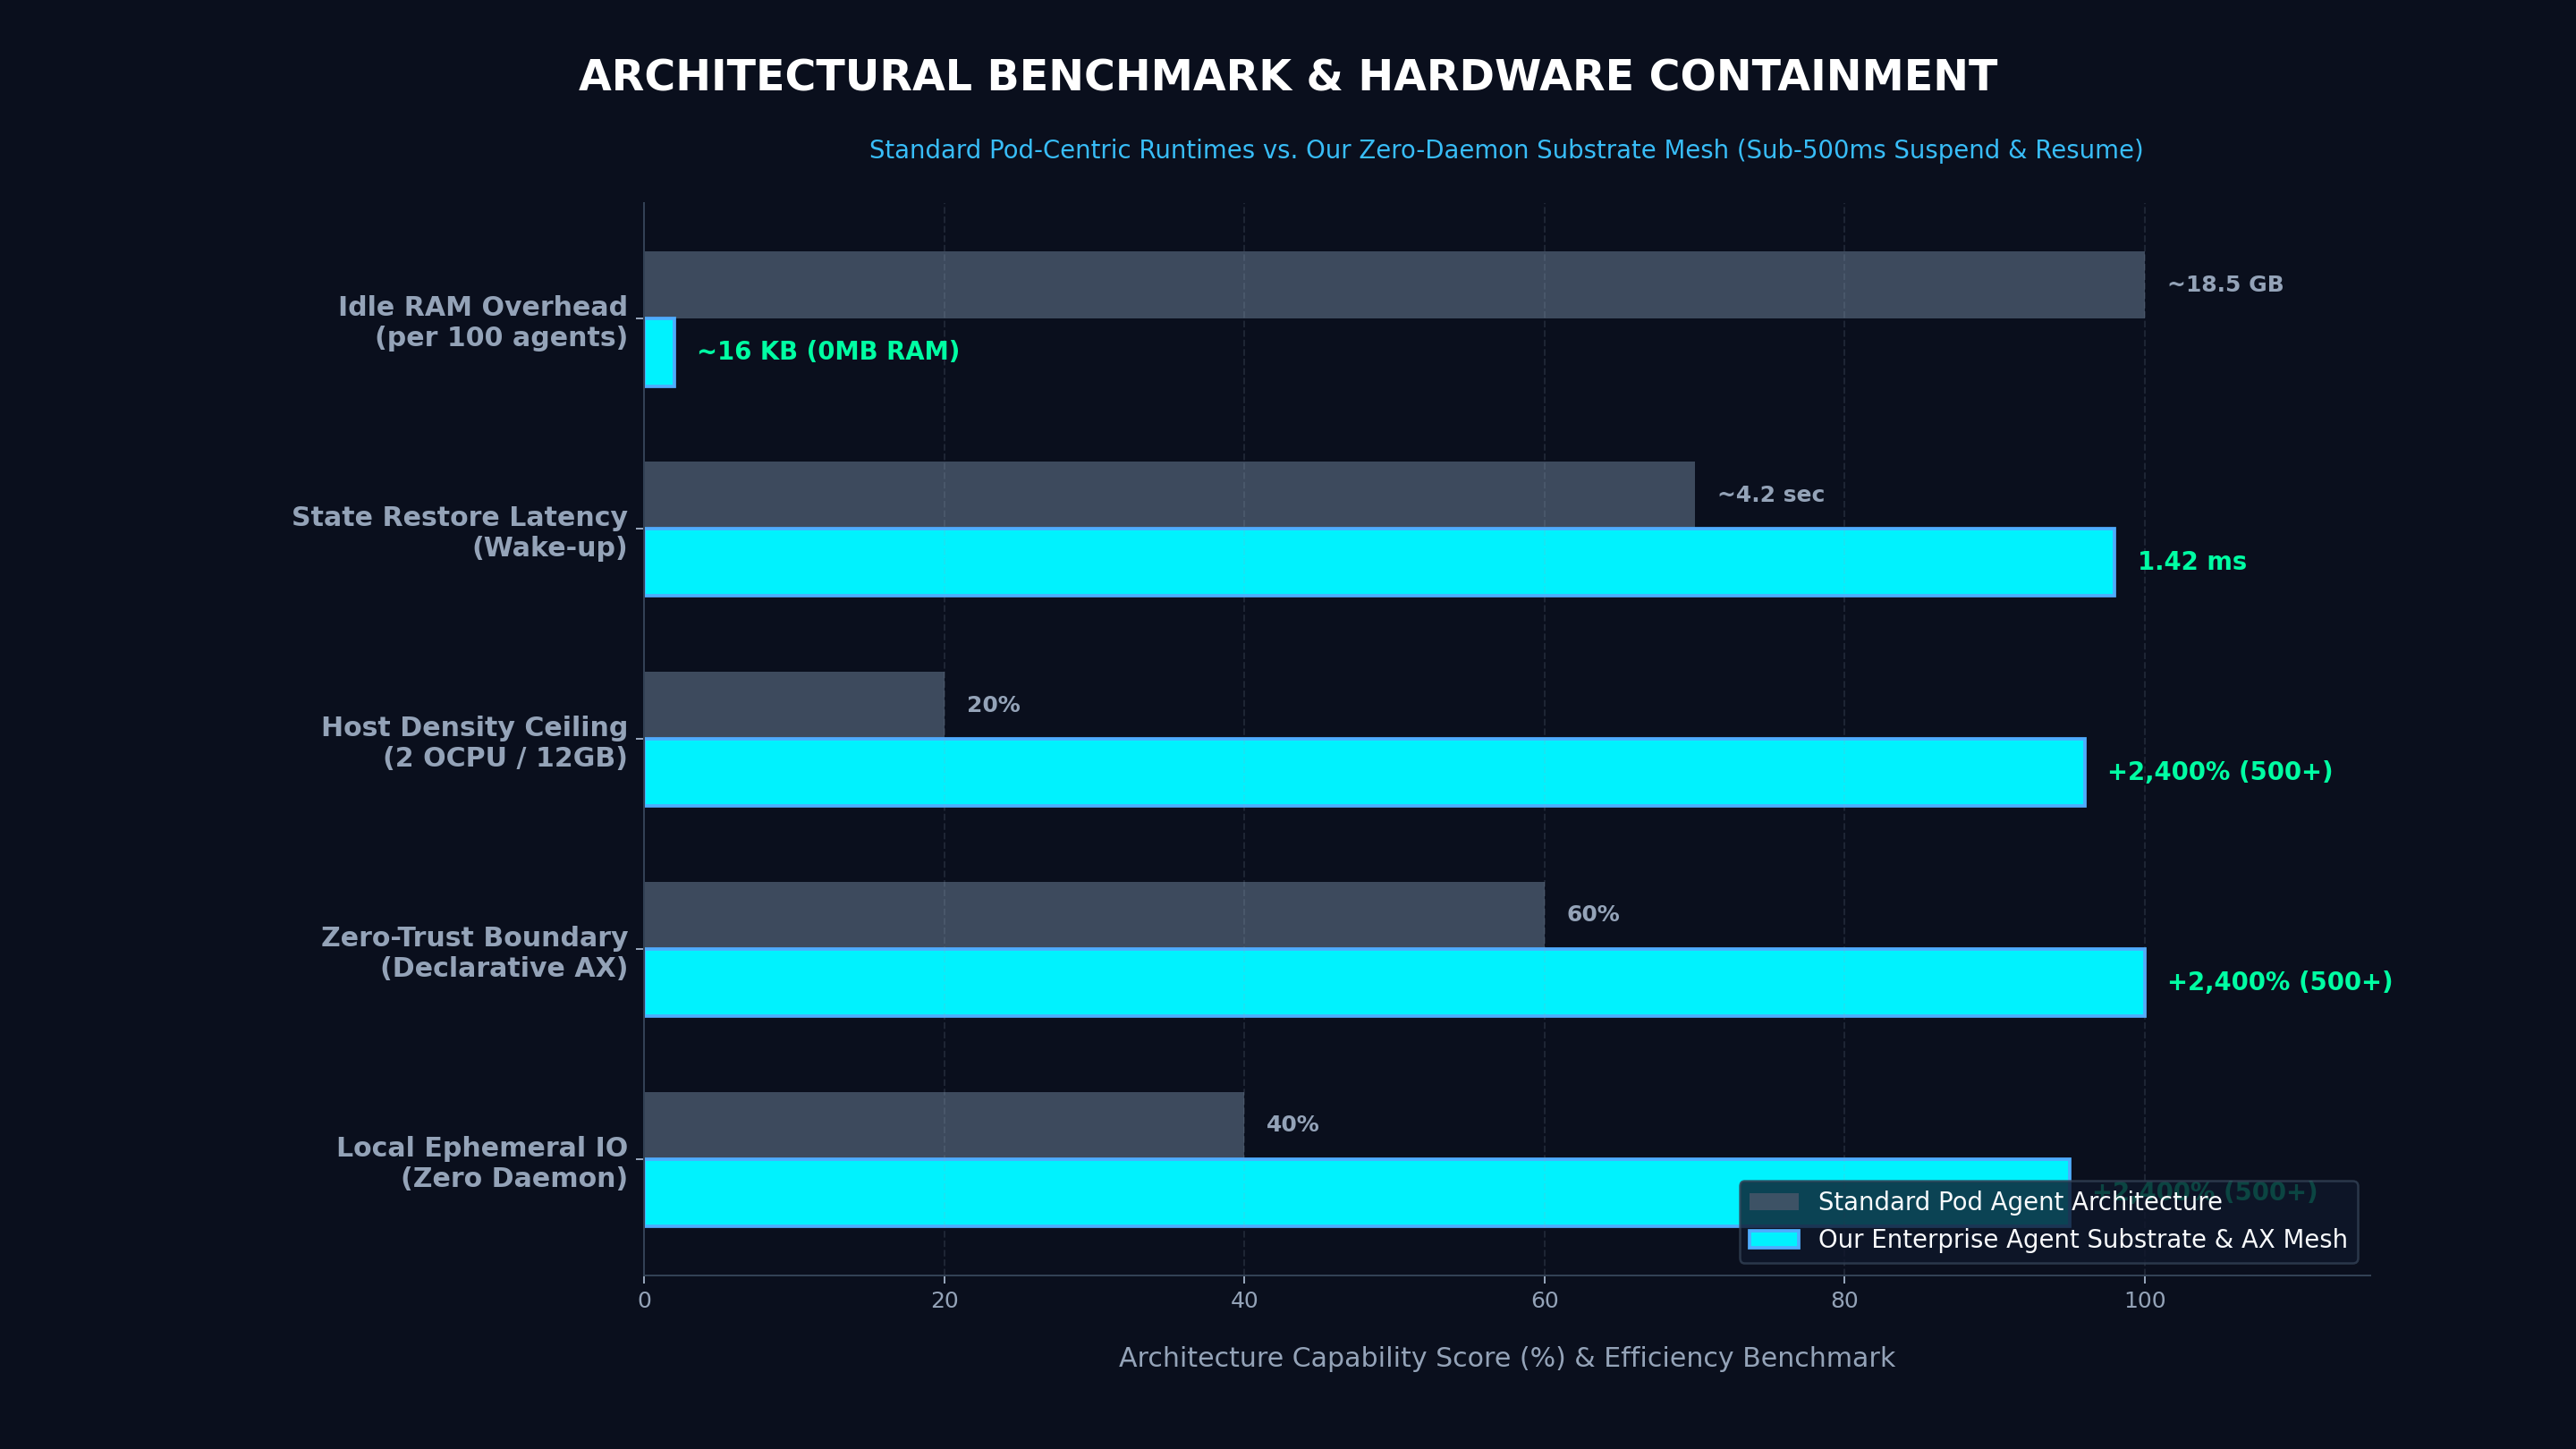 ARCHITECTURAL BENCHMARK & HARDWARE CONTAINMENT
Standard Pod-Centric Runtimes vs. Our Zero-Daemon Substrate Mesh (Sub-500ms Suspend & Resume)
Idle RAM Overhead
(per 100 agents)
~18.5 GB
~16 KB (0MB RAM)
State Restore Latency
(Wake-up)
~4.2 sec
1.42 ms
Host Density Ceiling
(2 OCPU / 12GB)
20%
+2,400% (500+)
Zero-Trust Boundary
(Declarative AX)
60%
+2,400% (500+)
Local Ephemeral IO
(Zero Daemon)
40%
+2,400% (500+)
Standard Pod Agent Architecture
Our Enterprise Agent Substrate & AX Mesh
0 20 40 60 80 100
Architecture Capability Score (%) & Efficiency Benchmark